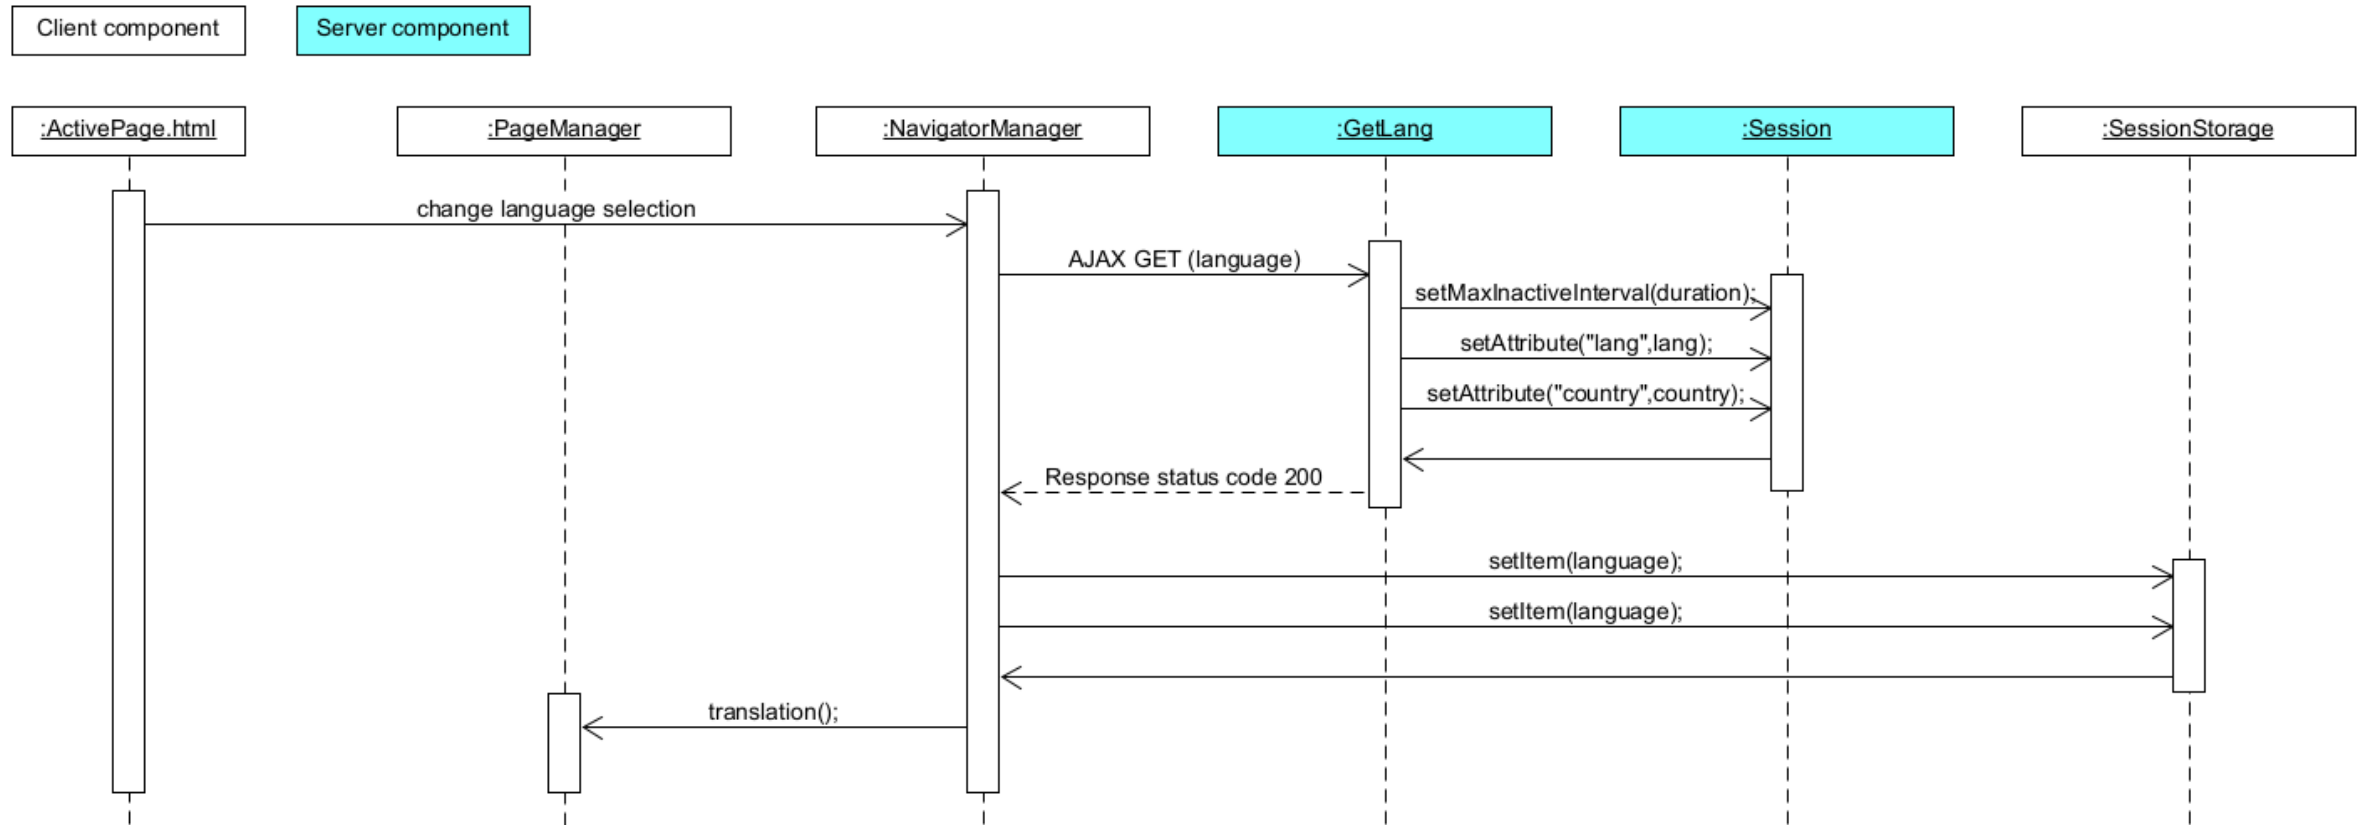 Client component
Server component
:ActivePage.html
:PageManager
:NavigatorManager
:GetLang
:Session
:SessionStorage
change language selection
AJAX GET (language)
setMaxInactiveInterval(duration);
setAttribute("lang",lang);
setAttribute("country",country);
Response status code 200
setItem(language);
setItem(language);
translation();